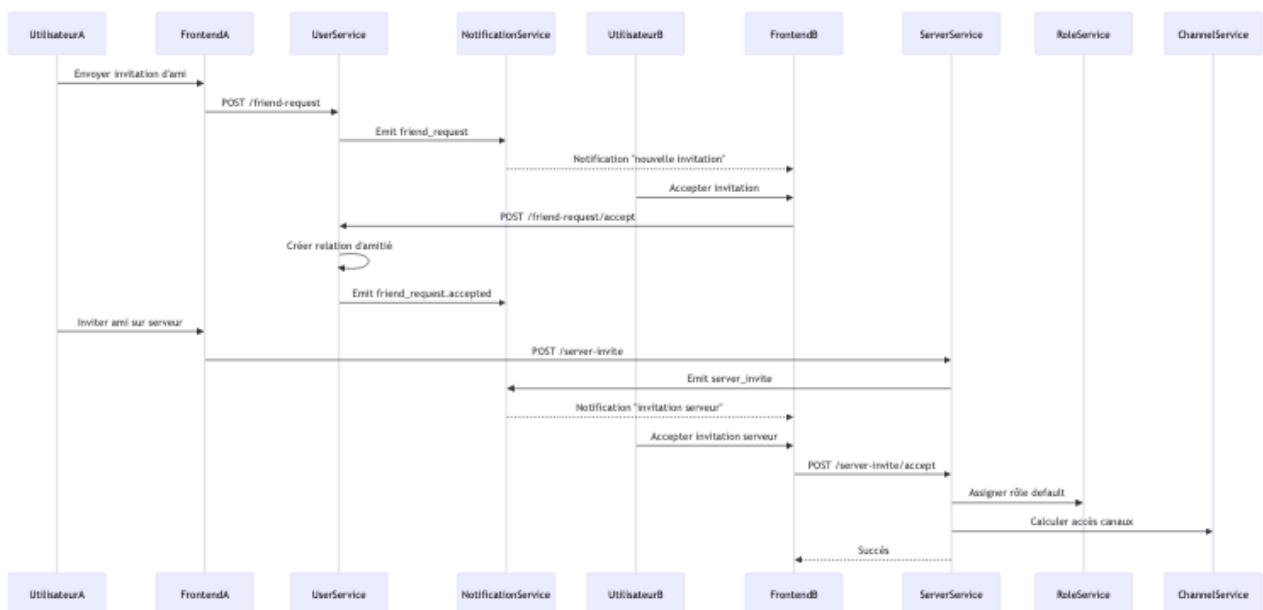 UtilisateurA FrontendA UserService NotificationService UtilisateurB FrontendB ServerService RoleService ChannelService
Envoyer invitation d'ami
POST /friend-request
Emit friend_request
Notification "nouvelle invitation"
Accepter invitation
POST /friend-request/accept
Créer relation d'amitié
Emit friend_request.accepted
Inviter ami sur serveur
POST /server-invite
Emit server_invite
Notification "invitation serveur"
Accepter invitation serveur
POST /server-invite/accept
Assigner rôle default
Calculer accès canaux
Succès
UtilisateurA FrontendA UserService NotificationService UtilisateurB FrontendB ServerService RoleService ChannelService